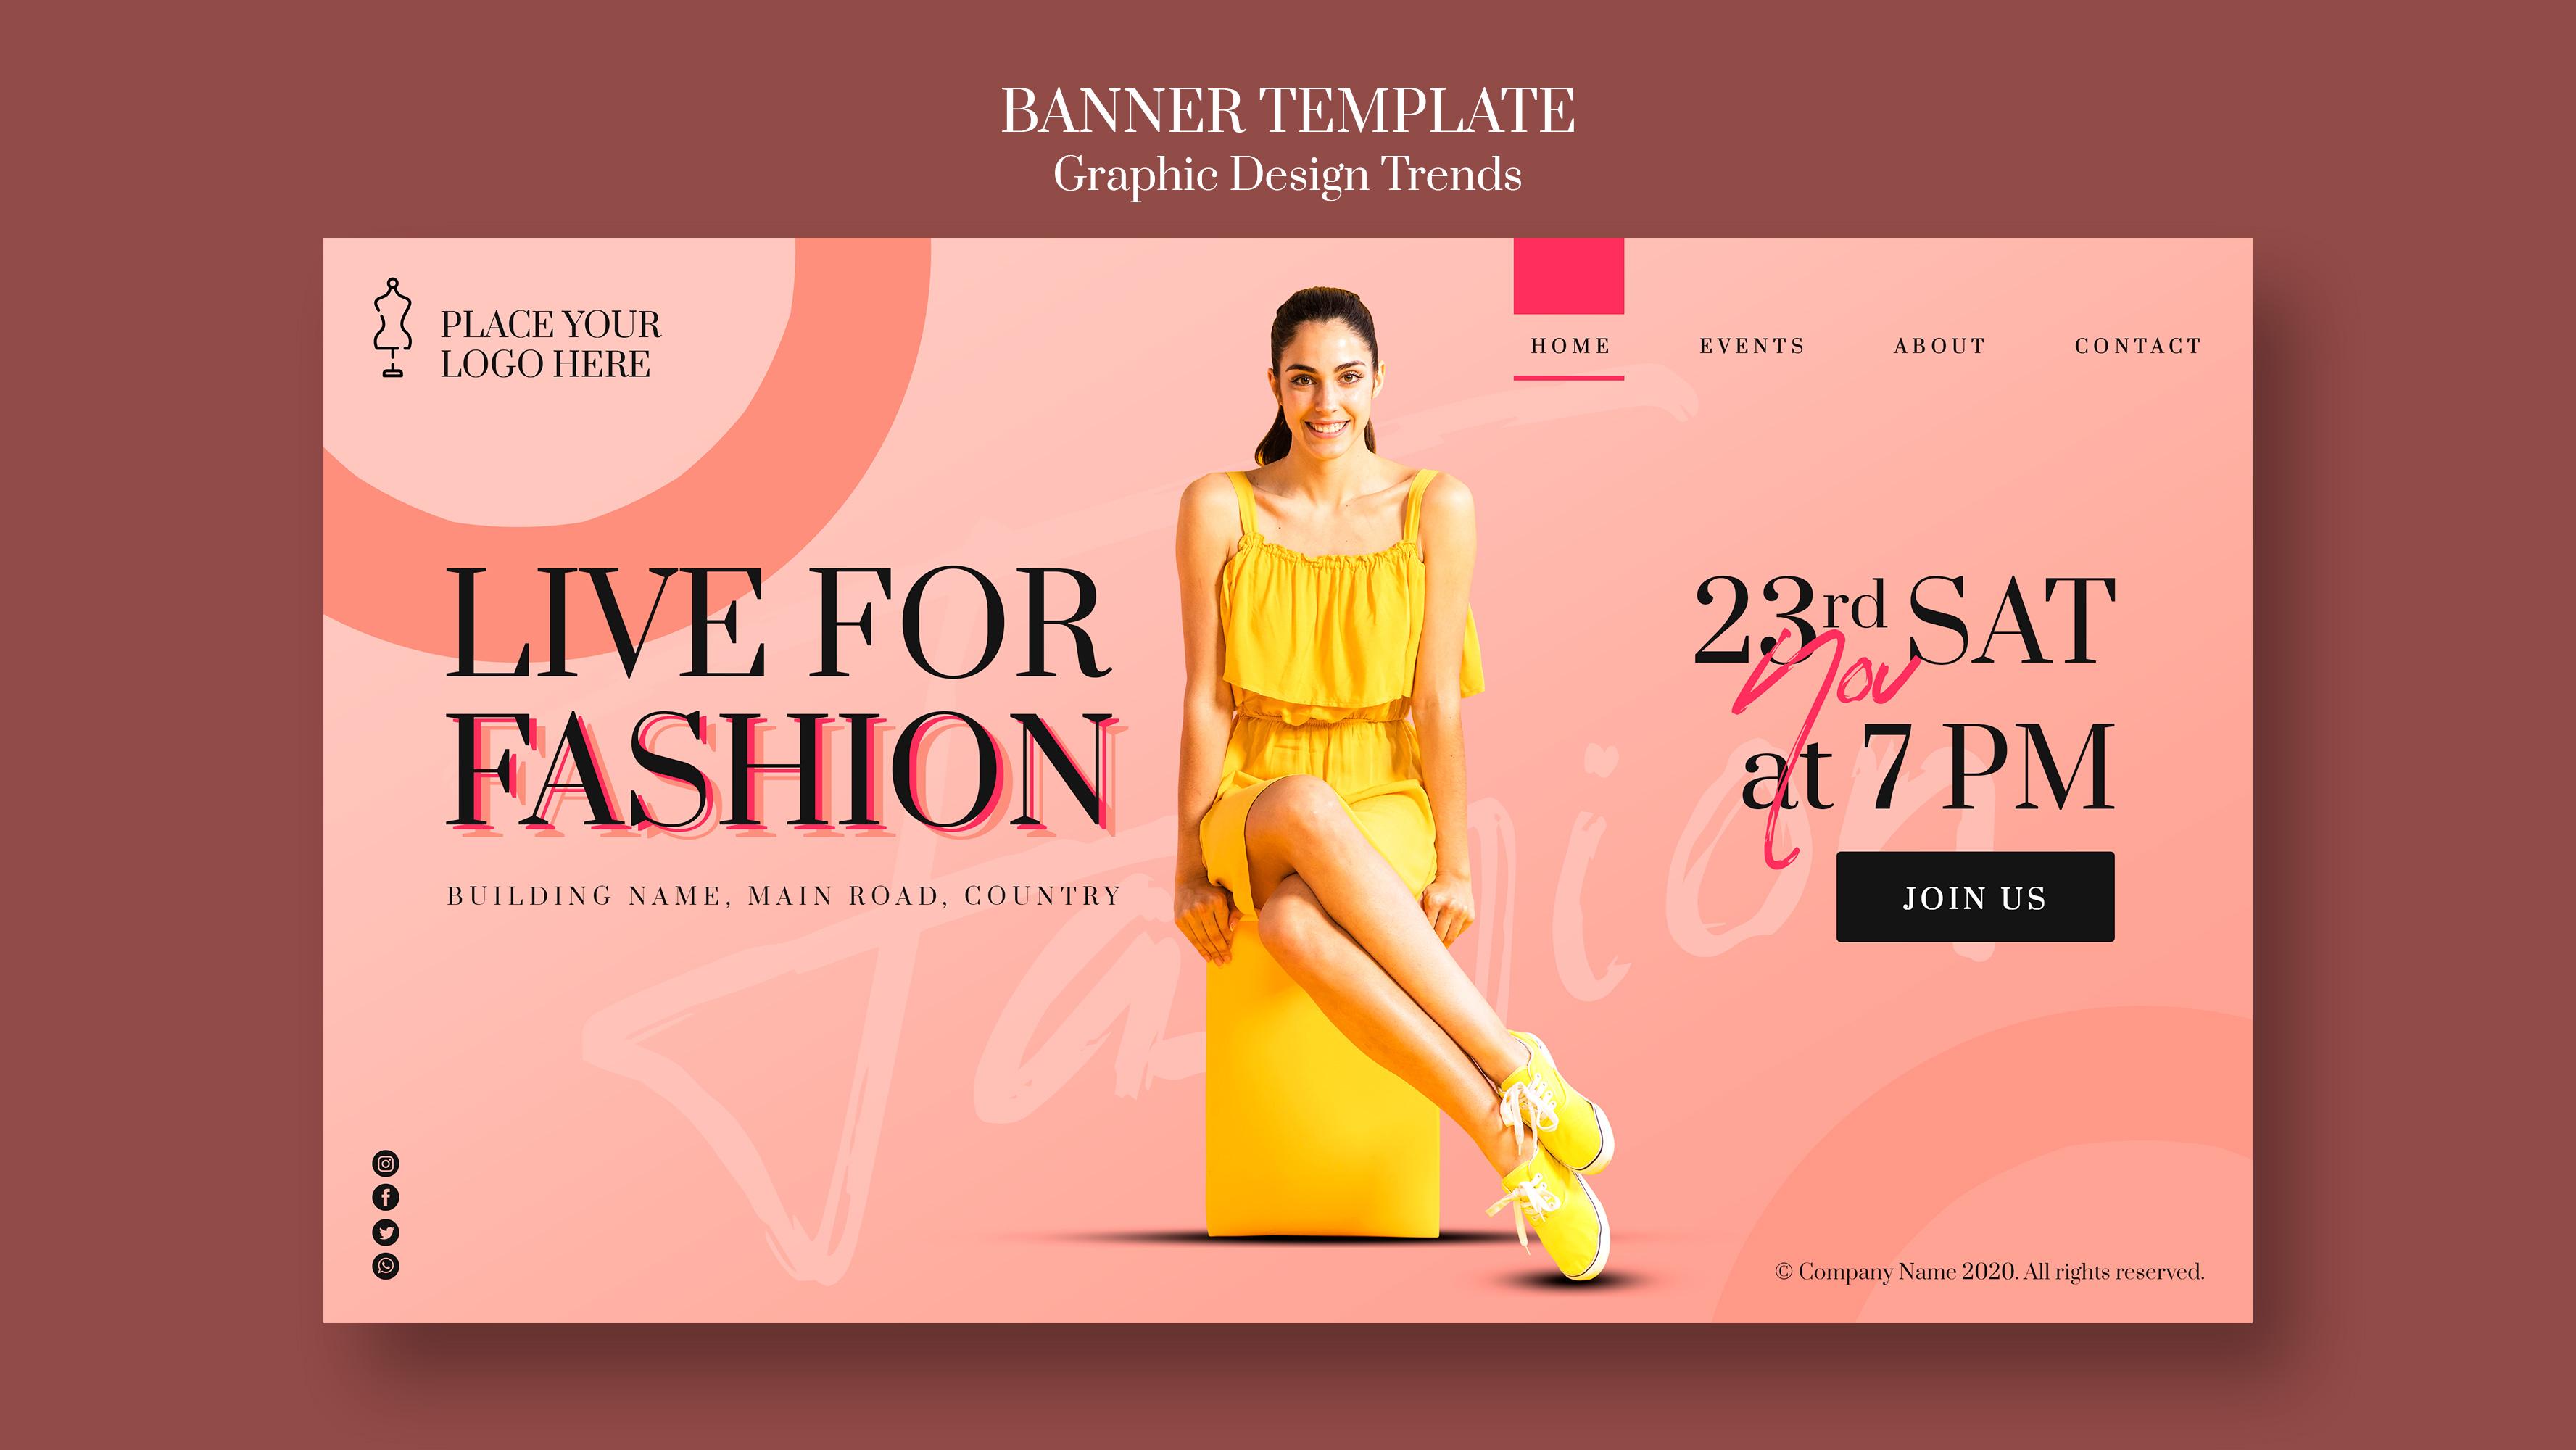 BANNER TEMPLATE
Graphic Design Trends
PLACE YOUR
LOGO HERE
HOME EVENTS ABOUT CONTACT
LIVE FOR
FASHION
BUILDING NAME, MAIN ROAD, COUNTRY
23rd SAT
Nov
at 7 PM
JOIN US
Fashion
© Company Name 2020. All rights reserved.